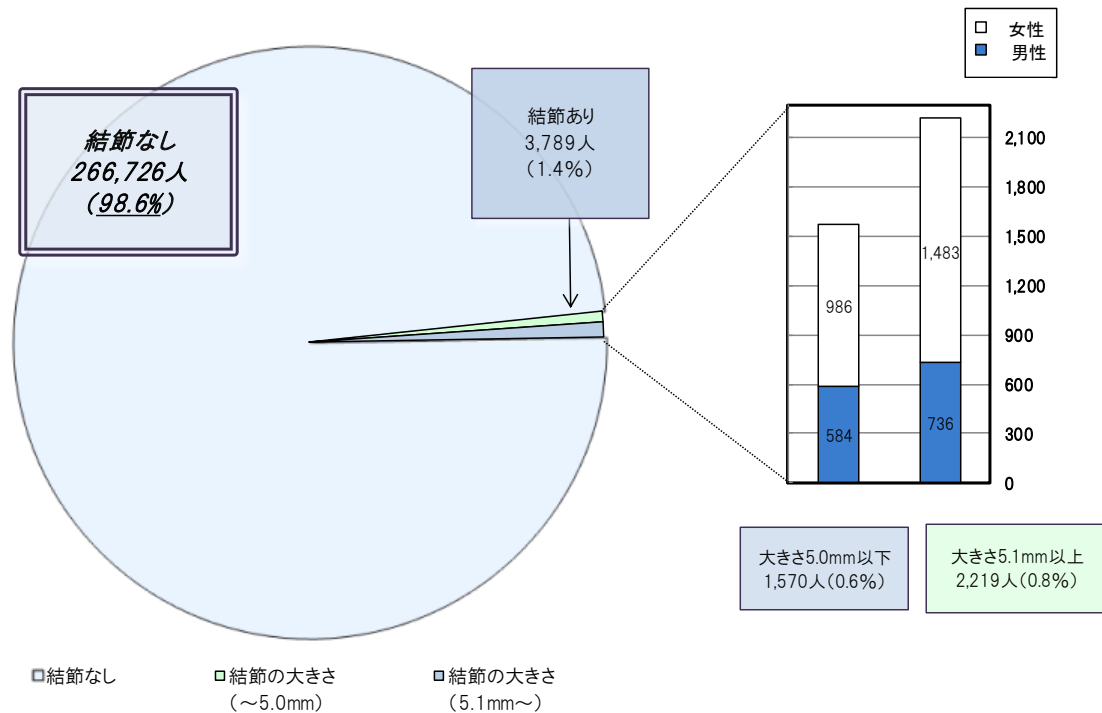 女性
男性
結節なし
266,726人
(98.6%)
結節あり
3,789人
(1.4%)
2,100
1,800
1,500
1,200
900
600
300
0
986
584
1,483
736
大きさ5.0mm以下
1,570人(0.6%)
大きさ5.1mm以上
2,219人(0.8%)
結節なし
結節の大きさ
(～5.0mm)
結節の大きさ
(5.1mm～)